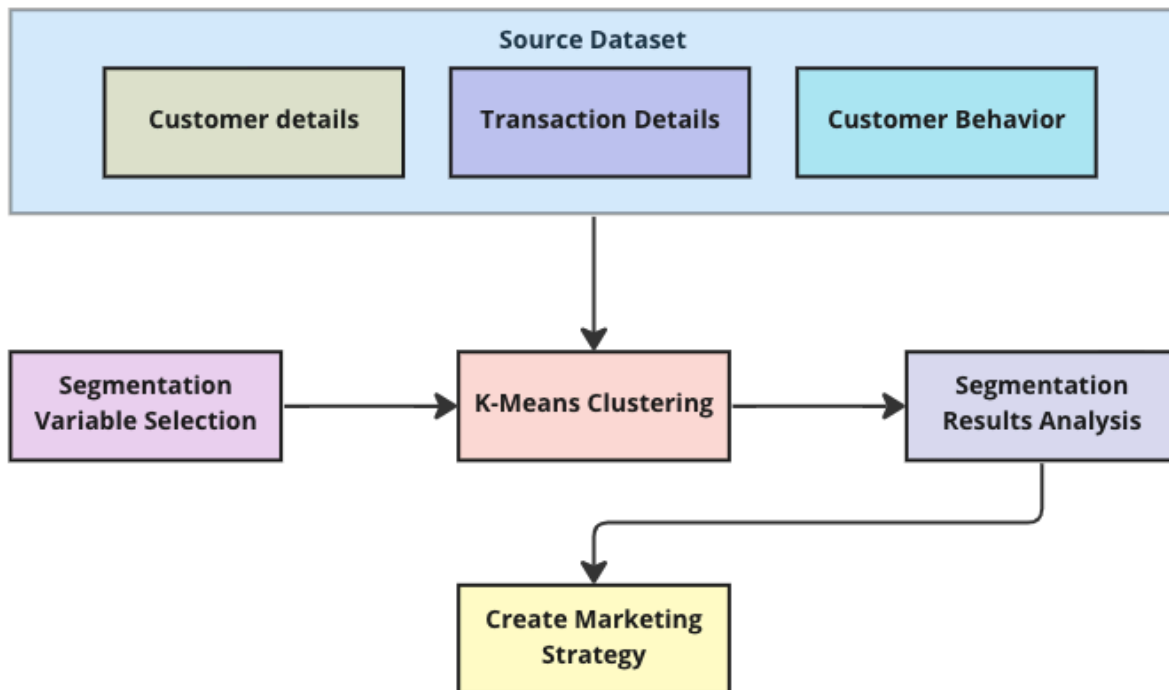 Source Dataset
Customer details
Transaction Details
Customer Behavior
Segmentation
Variable Selection
K-Means Clustering
Segmentation
Results Analysis
Create Marketing
Strategy